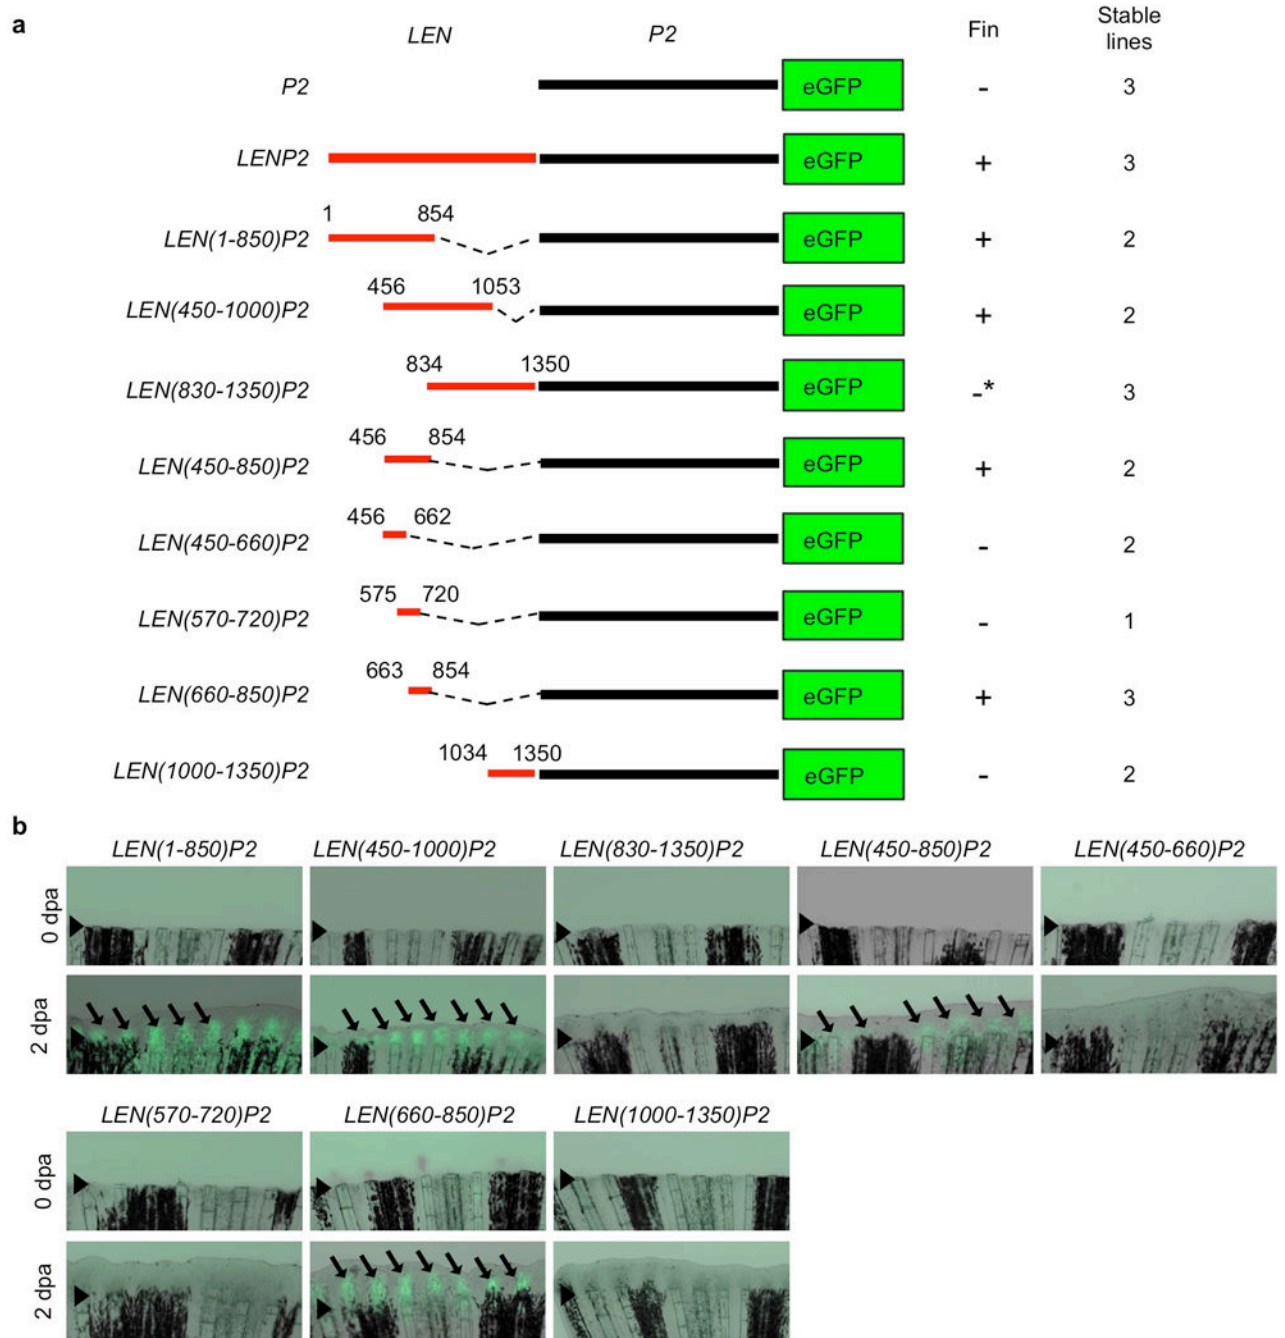 a
LEN P2 Fin Stable lines
P2 eGFP - 3
LENP2 eGFP + 3
1 854
LEN(1-850)P2 eGFP + 2
456 1053
LEN(450-1000)P2 eGFP + 2
834 1350
LEN(830-1350)P2 eGFP -* 3
456 854
LEN(450-850)P2 eGFP + 2
456 662
LEN(450-660)P2 eGFP - 2
575 720
LEN(570-720)P2 eGFP - 1
663 854
LEN(660-850)P2 eGFP + 3
1034 1350
LEN(1000-1350)P2 eGFP - 2
b
LEN(1-850)P2 LEN(450-1000)P2 LEN(830-1350)P2 LEN(450-850)P2 LEN(450-660)P2
0 dpa
2 dpa
LEN(570-720)P2 LEN(660-850)P2 LEN(1000-1350)P2
0 dpa
2 dpa